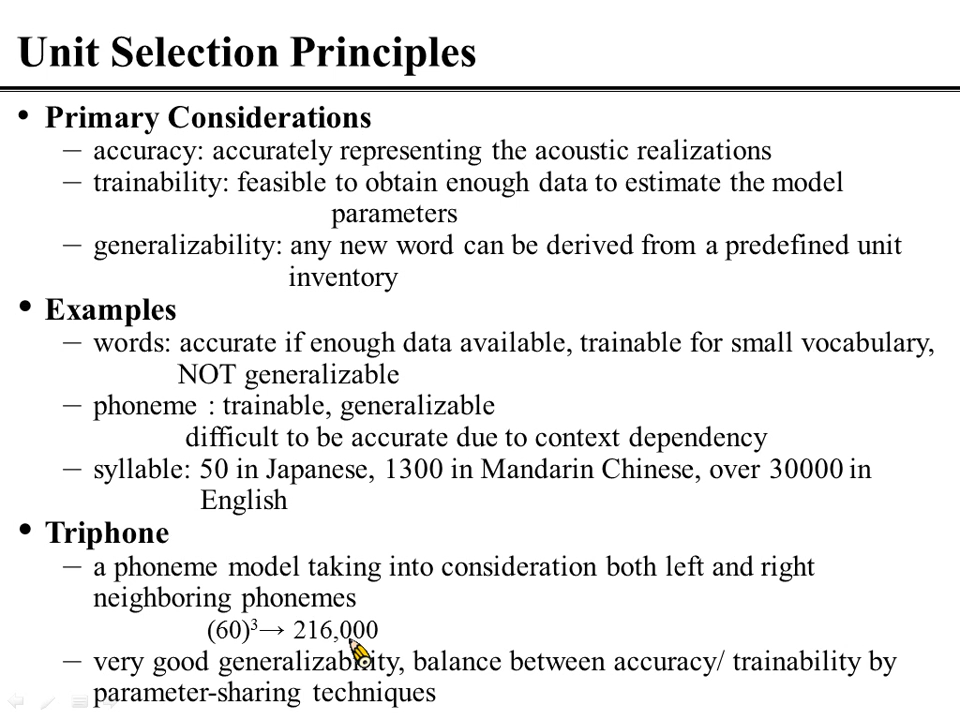 Unit Selection Principles
• Primary Considerations
– accuracy: accurately representing the acoustic realizations
– trainability: feasible to obtain enough data to estimate the model
parameters
– generalizability: any new word can be derived from a predefined unit
inventory
• Examples
– words: accurate if enough data available, trainable for small vocabulary,
NOT generalizable
– phoneme : trainable, generalizable
difficult to be accurate due to context dependency
– syllable: 50 in Japanese, 1300 in Mandarin Chinese, over 30000 in
English
• Triphone
– a phoneme model taking into consideration both left and right
neighboring phonemes
(60)³→ 216,000
– very good generalizability, balance between accuracy/ trainability by
parameter-sharing techniques